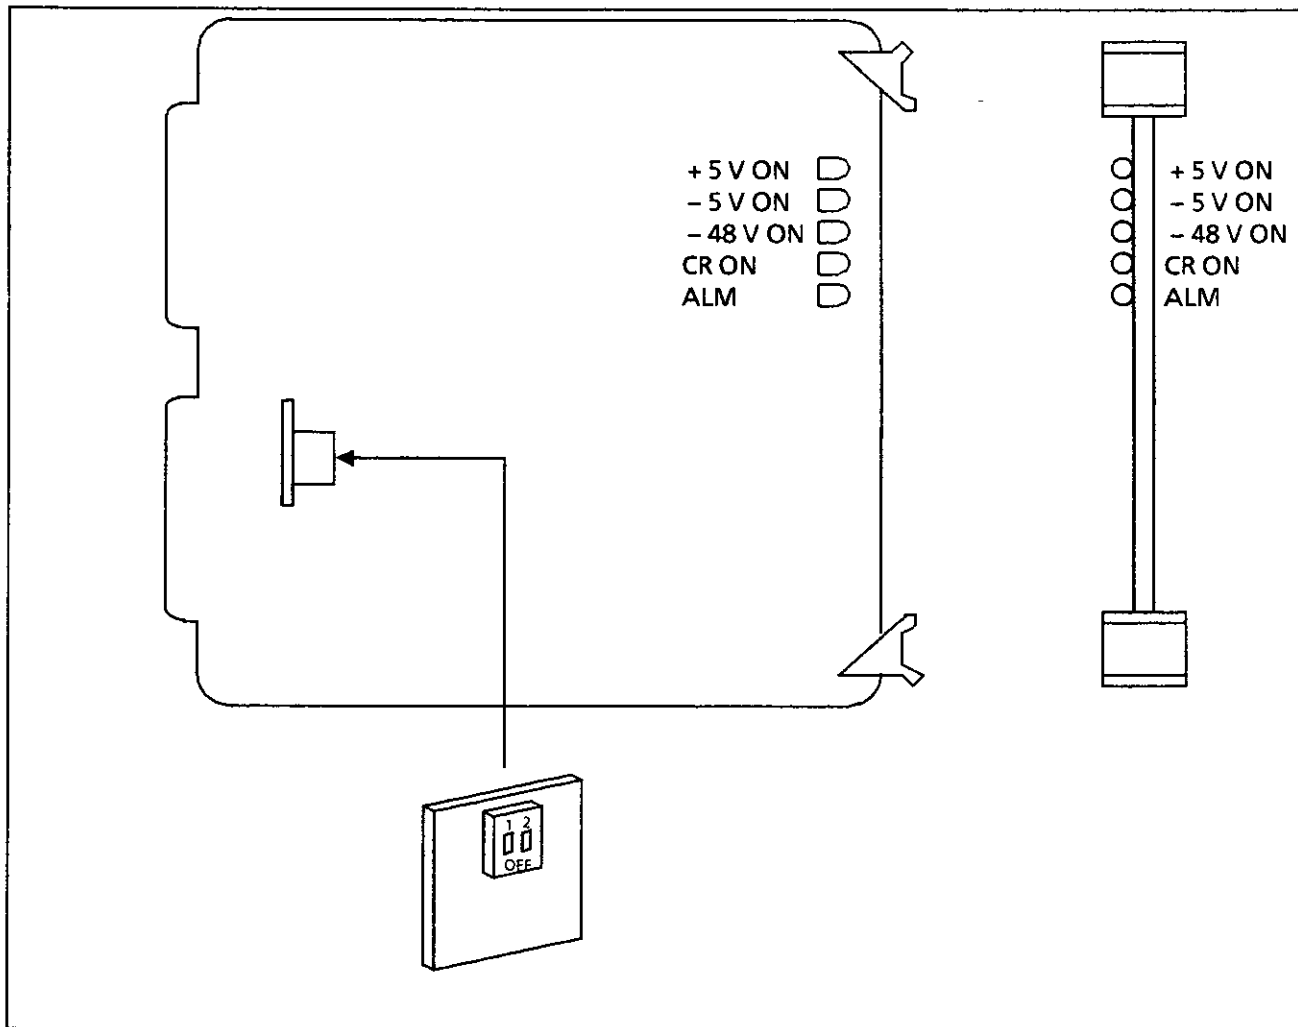 + 5 V ON
– 5 V ON
– 48 V ON
CR ON
ALM
+ 5 V ON
– 5 V ON
– 48 V ON
CR ON
ALM
1 2
OFF